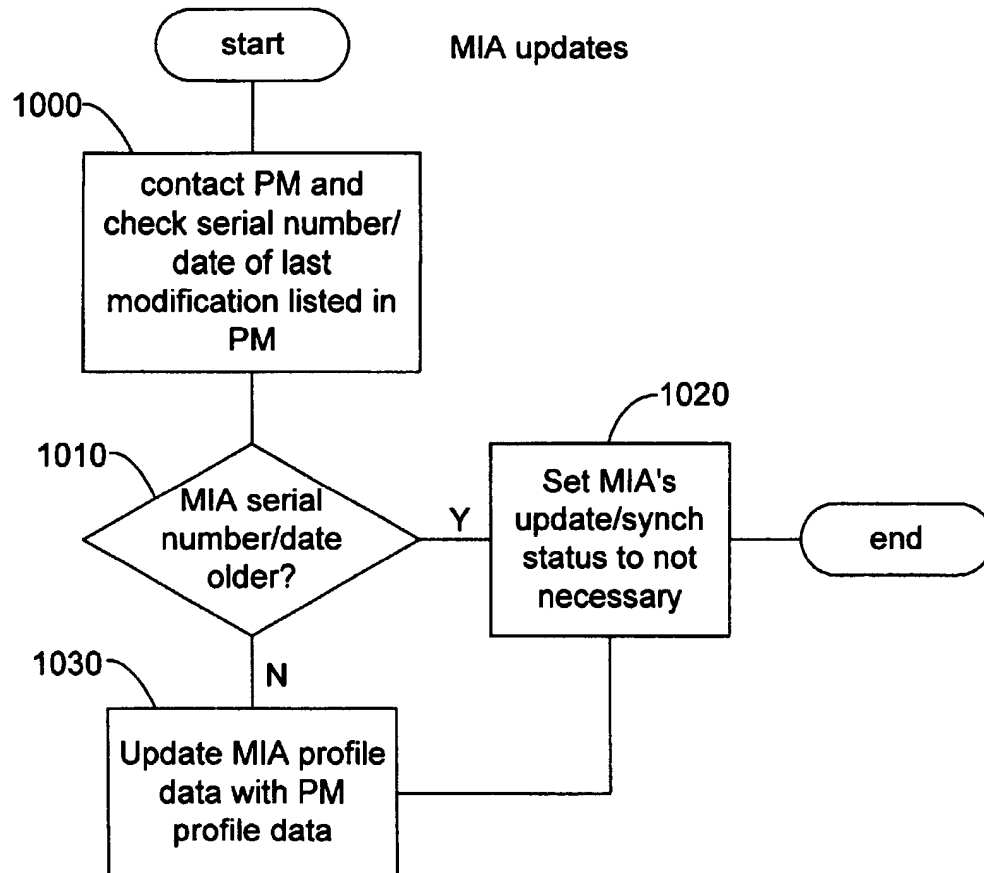 start
MIA updates
1000
contact PM and
check serial number/
date of last
modification listed in
PM
1010
MIA serial
number/date
older?
Y
1020
Set MIA's
update/synch
status to not
necessary
end
N
1030
Update MIA profile
data with PM
profile data